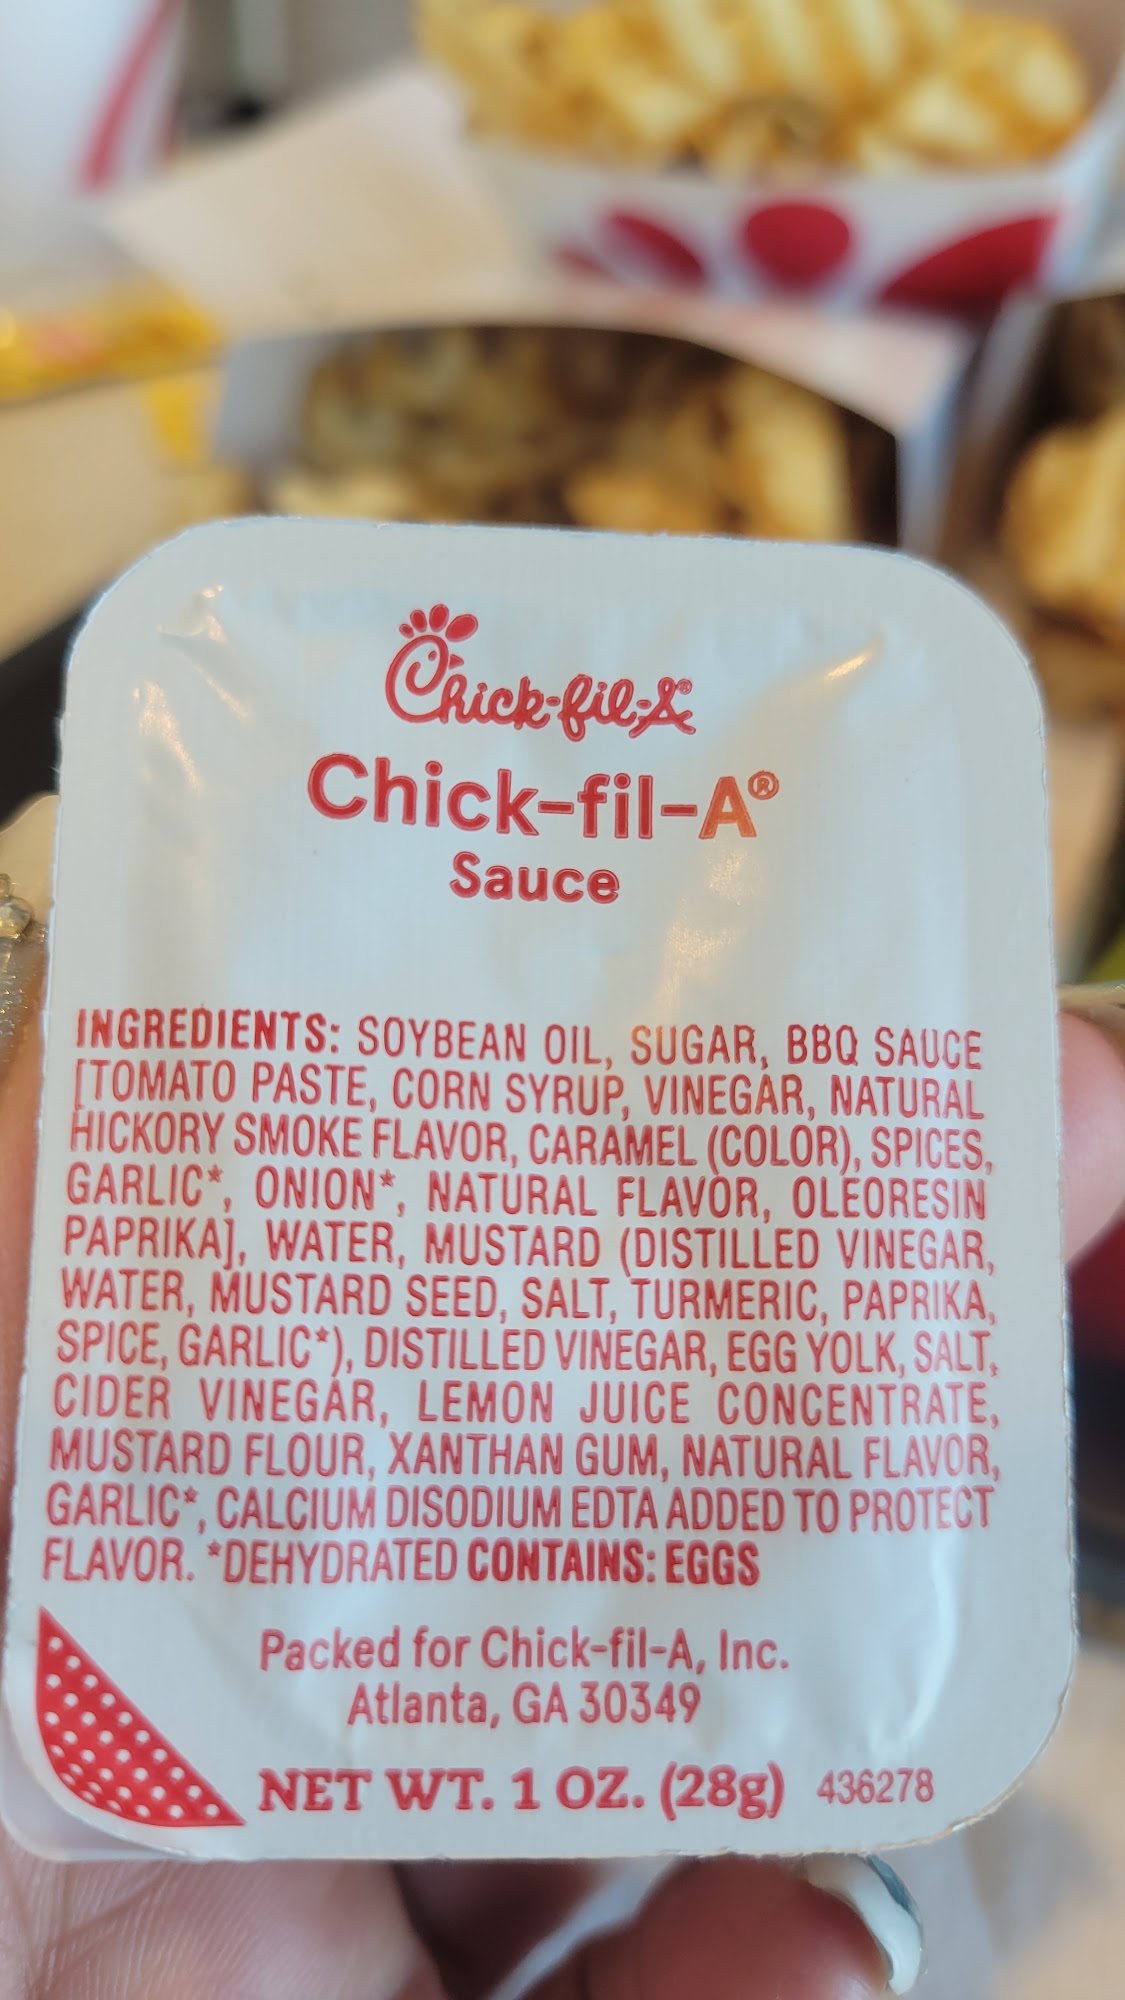 Chick-fil-A®
Chick-fil-A®
Sauce
INGREDIENTS: SOYBEAN OIL, SUGAR, BBQ SAUCE
[TOMATO PASTE, CORN SYRUP, VINEGAR, NATURAL
HICKORY SMOKE FLAVOR, CARAMEL (COLOR), SPICES,
GARLIC*, ONION*, NATURAL FLAVOR, OLEORESIN
PAPRIKA], WATER, MUSTARD (DISTILLED VINEGAR,
WATER, MUSTARD SEED, SALT, TURMERIC, PAPRIKA,
SPICE, GARLIC*), DISTILLED VINEGAR, EGG YOLK, SALT,
CIDER VINEGAR, LEMON JUICE CONCENTRATE,
MUSTARD FLOUR, XANTHAN GUM, NATURAL FLAVOR,
GARLIC*, CALCIUM DISODIUM EDTA ADDED TO PROTECT
FLAVOR. *DEHYDRATED CONTAINS: EGGS
Packed for Chick-fil-A, Inc.
Atlanta, GA 30349
NET WT. 1 OZ. (28g) 436278